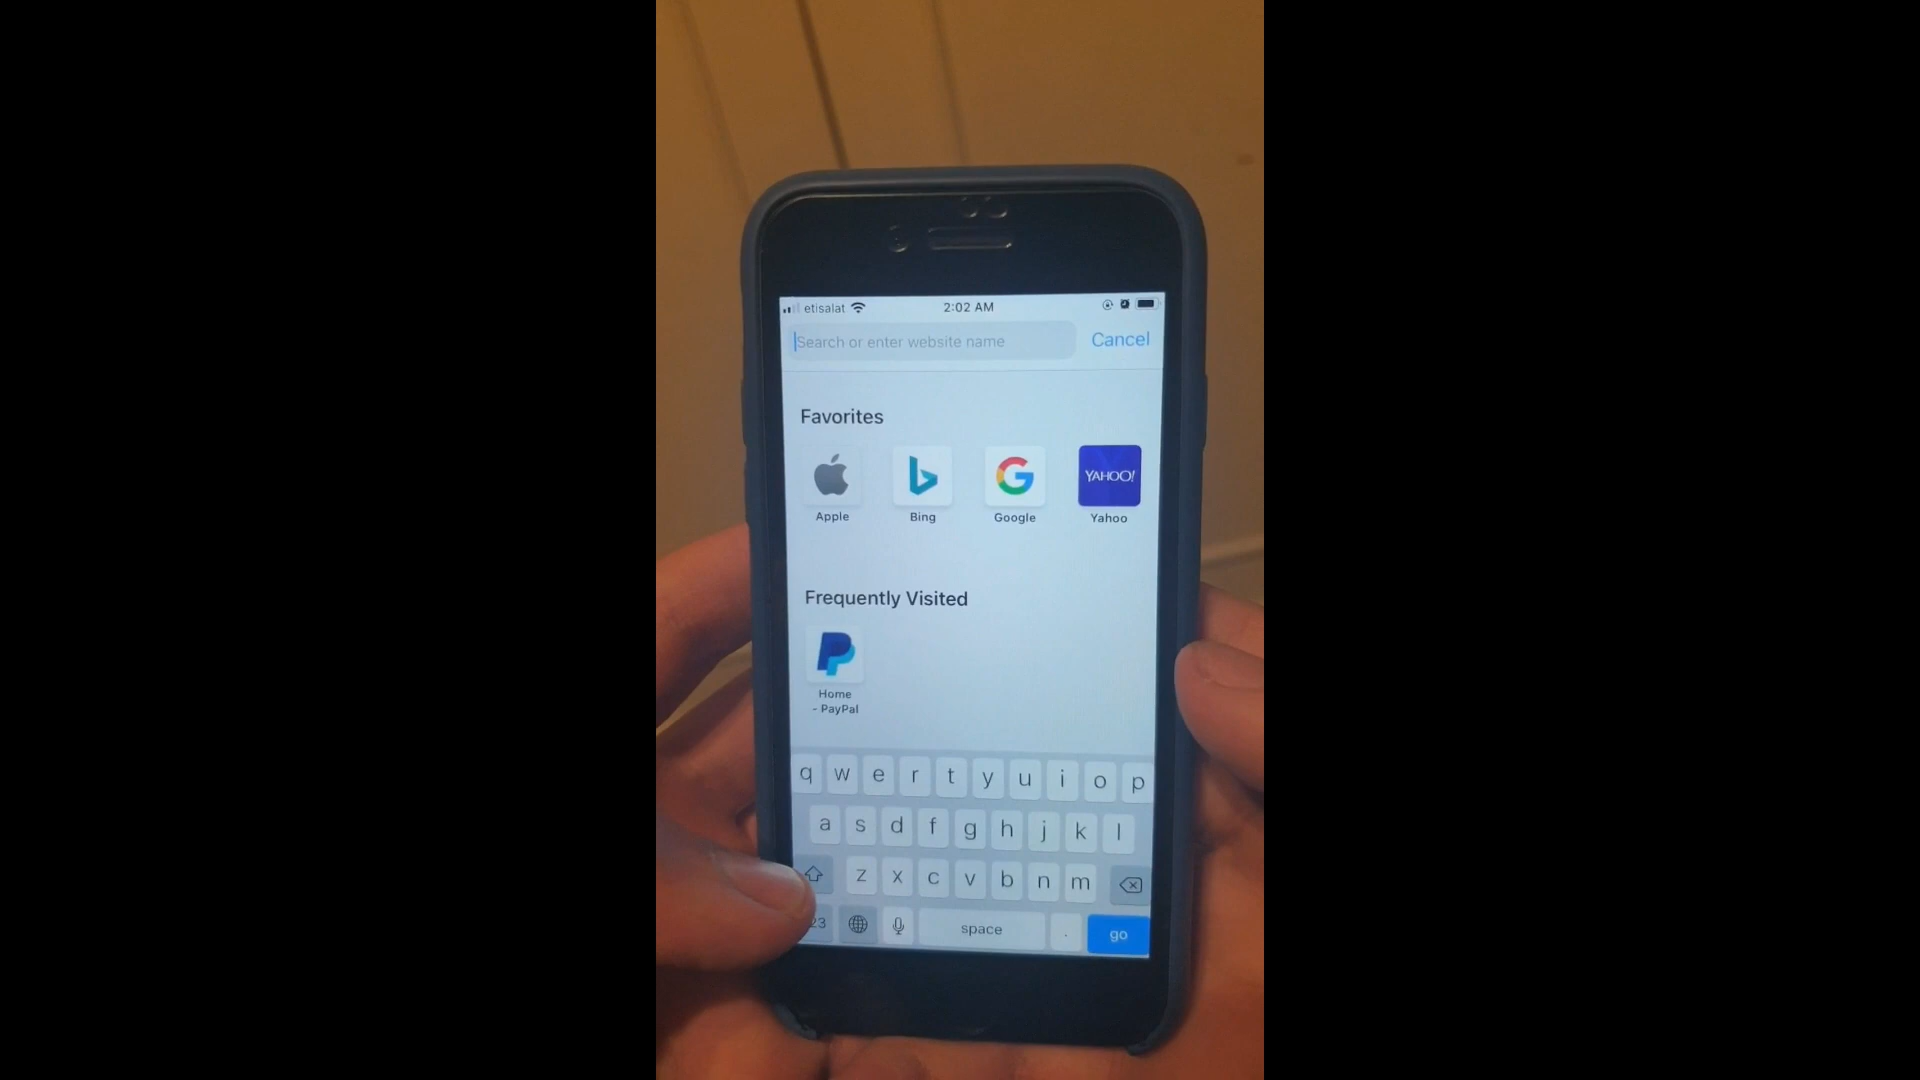 etisalat 2:02 AM
Search or enter website name Cancel
Favorites
YAHOO!
Apple Bing Google Yahoo
Frequently Visited
Home
- PayPal
q w e r t y u i o p
a s d f g h j k l
z x c v b n m
23 space . go